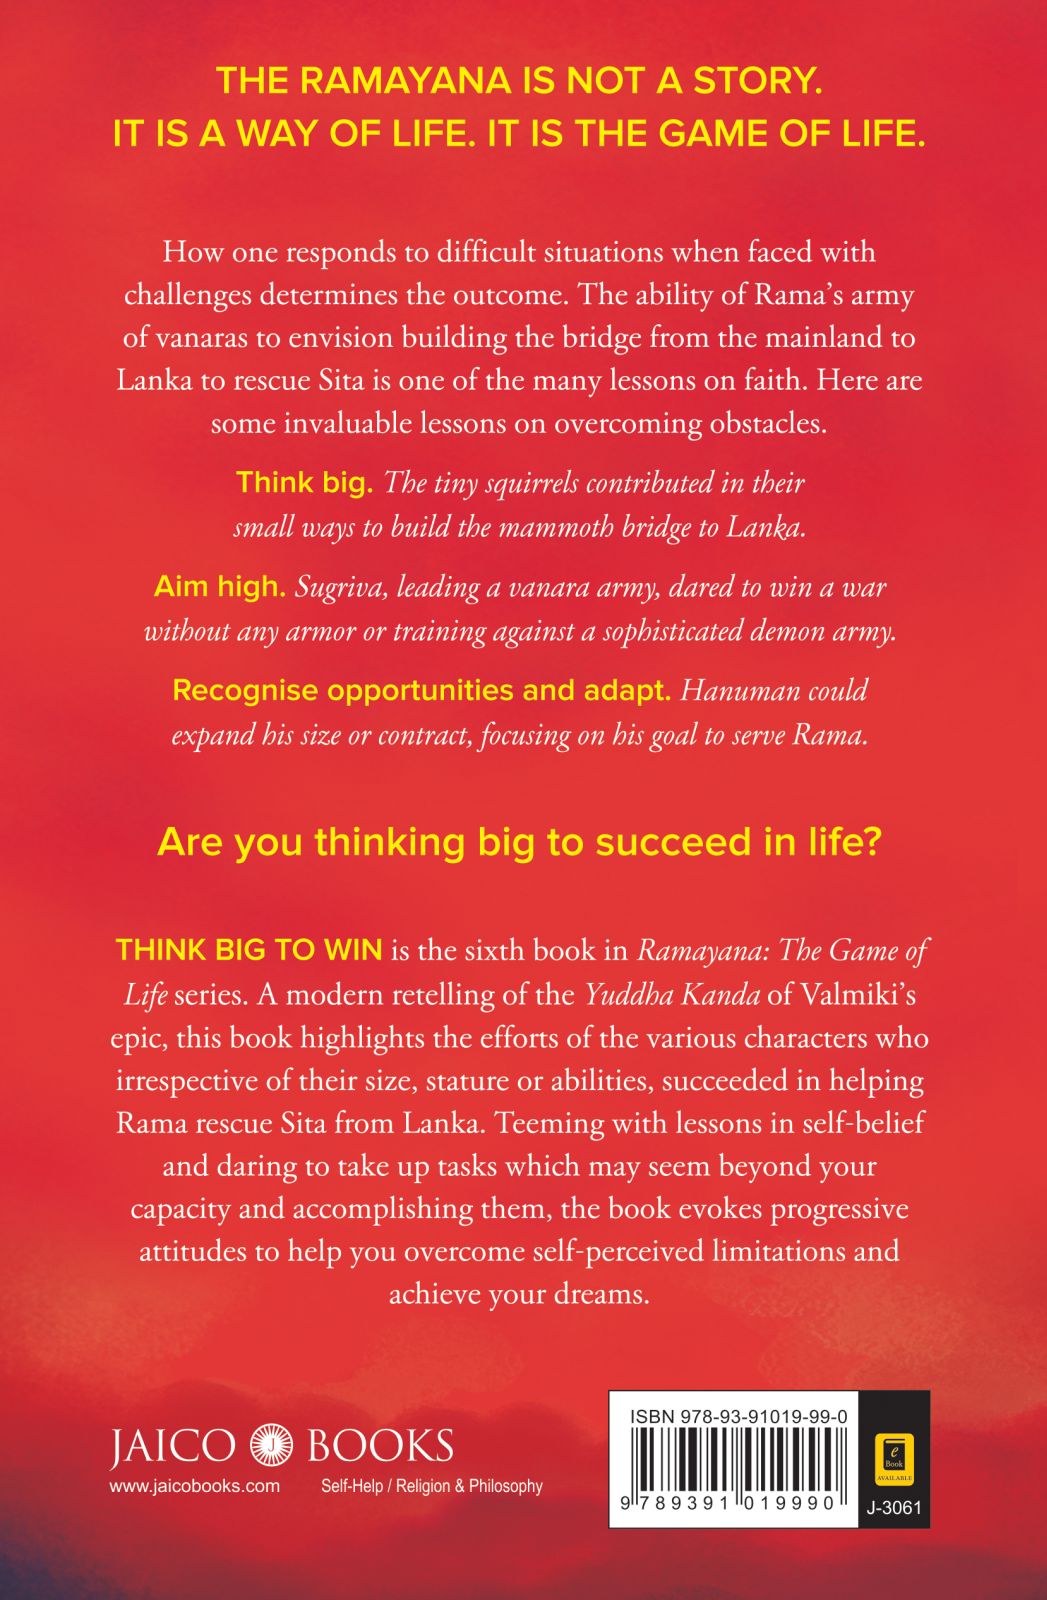 THE RAMAYANA IS NOT A STORY.
IT IS A WAY OF LIFE. IT IS THE GAME OF LIFE.
How one responds to difficult situations when faced with
challenges determines the outcome. The ability of Rama’s army
of vanaras to envision building the bridge from the mainland to
Lanka to rescue Sita is one of the many lessons on faith. Here are
some invaluable lessons on overcoming obstacles.
Think big. The tiny squirrels contributed in their
small ways to build the mammoth bridge to Lanka.
Aim high. Sugriva, leading a vanara army, dared to win a war
without any armor or training against a sophisticated demon army.
Recognise opportunities and adapt. Hanuman could
expand his size or contract, focusing on his goal to serve Rama.
Are you thinking big to succeed in life?
THINK BIG TO WIN is the sixth book in Ramayana: The Game of
Life series. A modern retelling of the Yuddha Kanda of Valmiki’s
epic, this book highlights the efforts of the various characters who
irrespective of their size, stature or abilities, succeeded in helping
Rama rescue Sita from Lanka. Teeming with lessons in self-belief
and daring to take up tasks which may seem beyond your
capacity and accomplishing them, the book evokes progressive
attitudes to help you overcome self-perceived limitations and
achieve your dreams.
JAICO J BOOKS
www.jaicobooks.com Self-Help / Religion & Philosophy
ISBN 978-93-91019-99-0
9 789391 019990
e
Book
AVAILABLE
J-3061